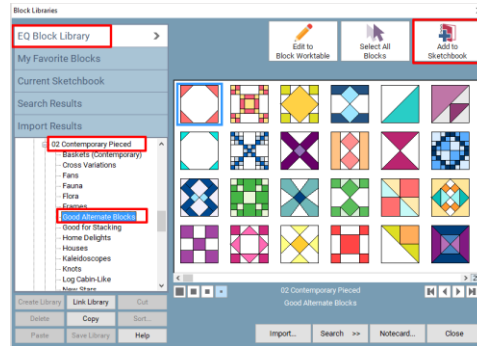 Block Libraries
EQ Block Library
My Favorite Blocks
Current Sketchbook
Search Results
Import Results
02 Contemporary Pieced
Baskets (Contemporary)
Cross Variations
Fans
Fauna
Flora
Frames
Good Alternate Blocks
Good for Stacking
Home Delights
Houses
Kaleidoscopes
Knots
Log Cabin-Like
New Stars
Create Library
Link Library
Cut
Delete
Copy
Sort...
Paste
Save Library
Help
Edit to
Block Worktable
Select All
Blocks
Add to
Sketchbook
02 Contemporary Pieced
Good Alternate Blocks
Import...
Search >>
Notecard...
Close